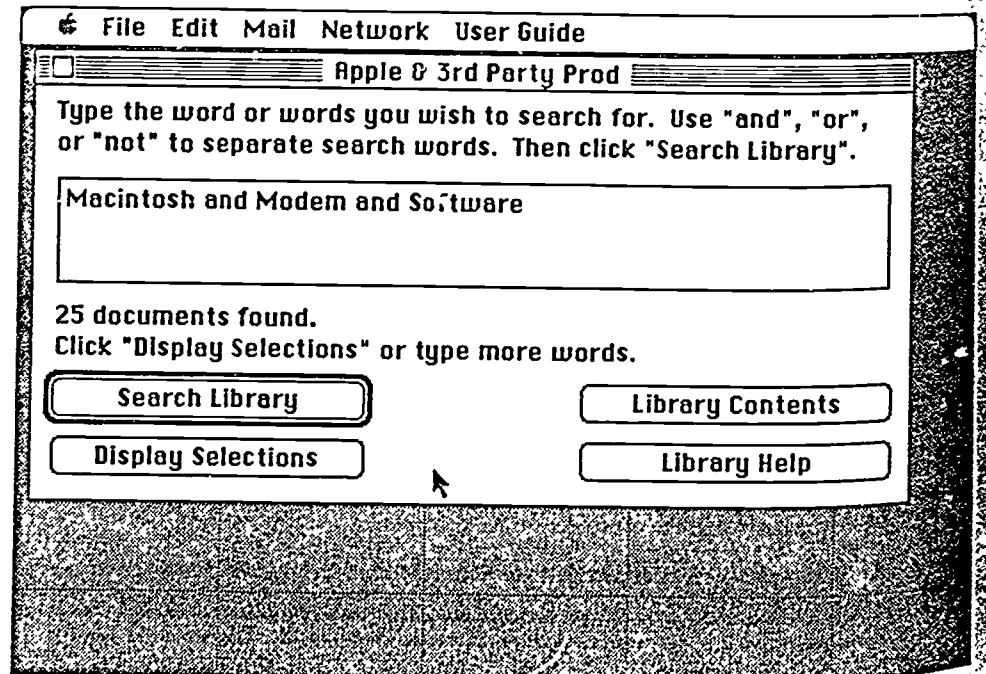 File Edit Mail Network User Guide
Apple & 3rd Party Prod
Type the word or words you wish to search for. Use "and", "or",
or "not" to separate search words. Then click "Search Library".
Macintosh and Modem and Software
25 documents found.
Click "Display Selections" or type more words.
Search Library
Library Contents
Display Selections
Library Help